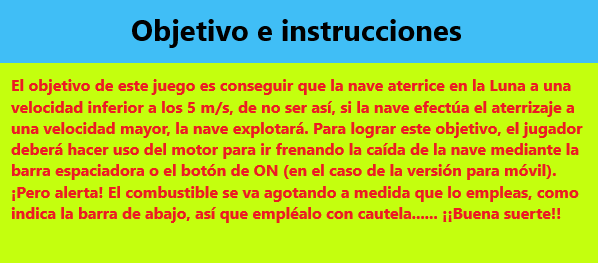 Objetivo e instrucciones
El objetivo de este juego es conseguir que la nave aterrice en la Luna a una
velocidad inferior a los 5 m/s, de no ser así, si la nave efectúa el aterrizaje a
una velocidad mayor, la nave explotará. Para lograr este objetivo, el jugador
deberá hacer uso del motor para ir frenando la caída de la nave mediante la
barra espaciadora o el botón de ON (en el caso de la versión para móvil).
¡Pero alerta! El combustible se va agotando a medida que lo empleas, como
indica la barra de abajo, así que empléalo con cautela...... ¡¡Buena suerte!!